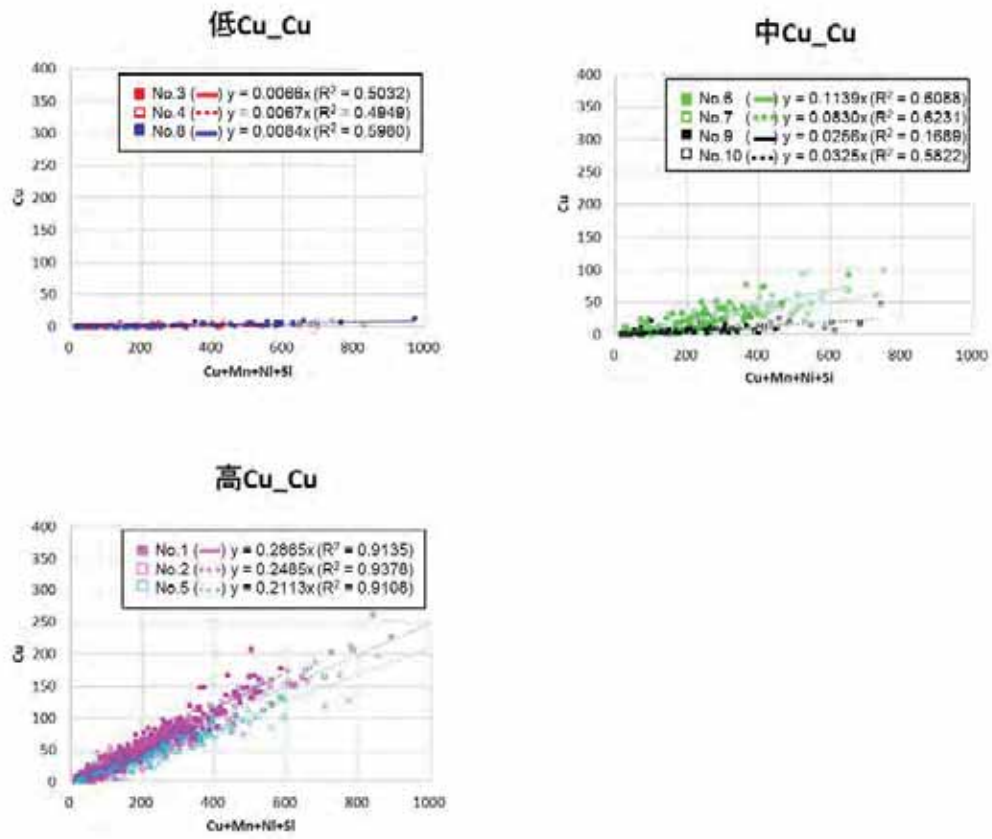 低Cu_Cu
400
350
300
250
200
150
100
50
0
Cu
No.3 ( ) y = 0.0066x (R² = 0.5032)
No.4 ( ) y = 0.0067x (R² = 0.4949)
No.8 ( ) y = 0.0084x (R² = 0.5980)
0 200 400 600 800 1000
Cu+Mn+Ni+Si
中Cu_Cu
400
350
300
250
200
150
100
50
0
Cu
No.6 ( ) y = 0.1139x (R² = 0.6088)
No.7 ( ) y = 0.0830x (R² = 0.6231)
No.9 ( ) y = 0.0256x (R² = 0.1689)
No.10 ( ) y = 0.0325x (R² = 0.5822)
0 200 400 600 800 1000
Cu+Mn+Ni+Si
高Cu_Cu
400
350
300
250
200
150
100
50
0
Cu
No.1 ( ) y = 0.2865x (R² = 0.9135)
No.2 ( ) y = 0.2485x (R² = 0.9378)
No.5 ( ) y = 0.2113x (R² = 0.9108)
0 200 400 600 800 1000
Cu+Mn+Ni+Si